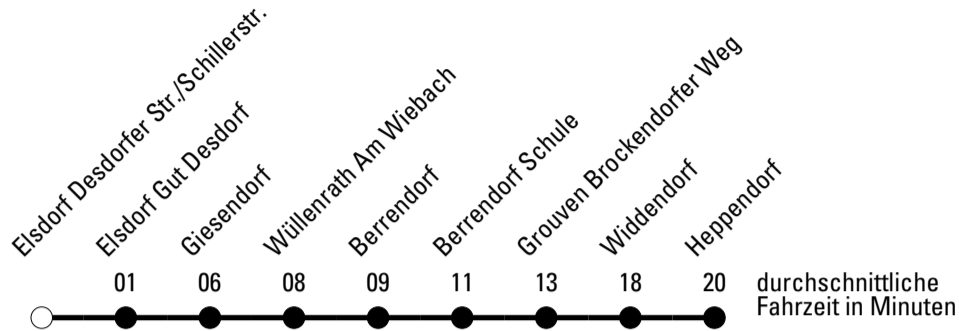 Elsdorf Desdorfer Str./Schillerstr.
Elsdorf Gut Desdorf
Giesendorf
Wüllenrath Am Wiebach
Berrendorf
Berrendorf Schule
Grouven Brockendorfer Weg
Widdendorf
Heppendorf
01 06 08 09 11 13 18 20
durchschnittliche
Fahrzeit in Minuten